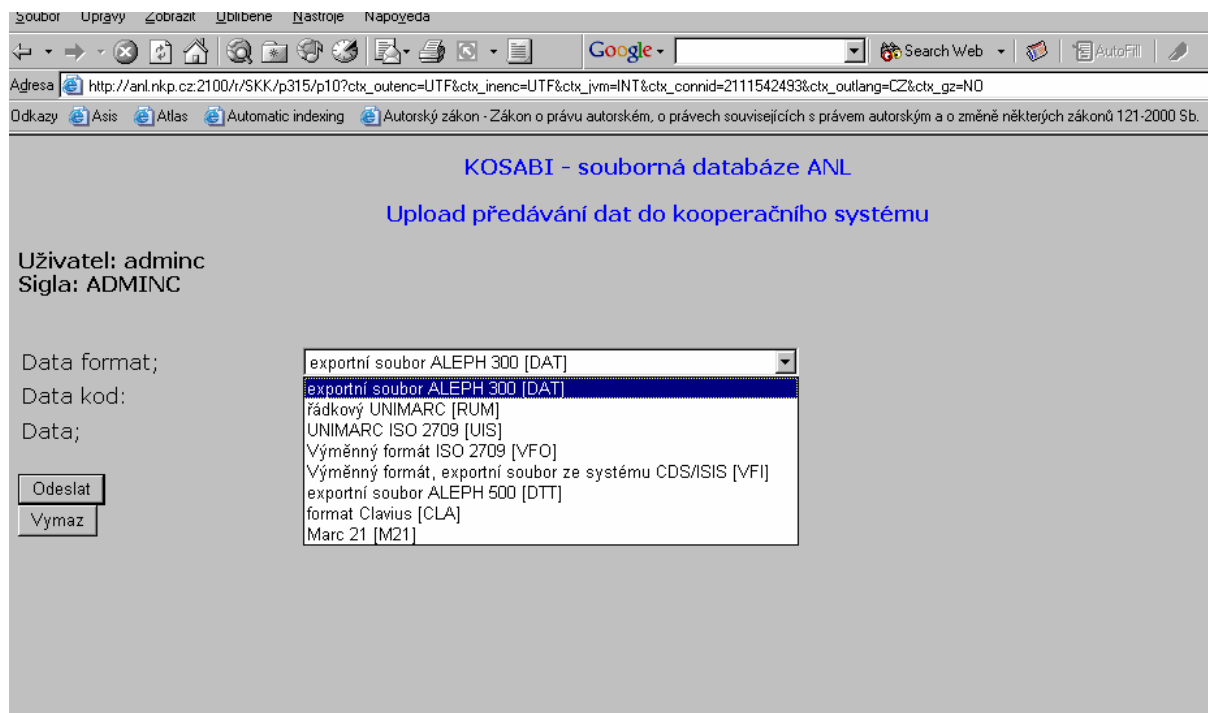 Soubor Úpravy Zobrazit Oblíbené Nástroje Nápověda
Google Search Web AutoFill
Adresa http://anl.nkp.cz:2100/r/SKK/p315/p10?ctx_outenc=UTF&ctx_inenc=UTF&ctx_jvm=INT&ctx_connid=2111542493&ctx_outlang=CZ&ctx_gz=NO
Odkazy Asis Atlas Automatic indexing Autorský zákon - Zákon o právu autorském, o právech souvisejících s právem autorským a o změně některých zákonů 121-2000 Sb.
KOSABI - souborná databáze ANL
Upload předávání dat do kooperačního systému
Uživatel: adminc
Sigla: ADMINC
Data format; exportní soubor ALEPH 300 [DAT]
Data kod:
Data;
exportní soubor ALEPH 300 [DAT]
řádkový UNIMARC [RUM]
UNIMARC ISO 2709 [UIS]
Výměnný formát ISO 2709 [VFO]
Výměnný formát, exportní soubor ze systému CDS/ISIS [VFI]
exportní soubor ALEPH 500 [DTT]
format Clavius [CLA]
Marc 21 [M21]
Odeslat
Vymaz